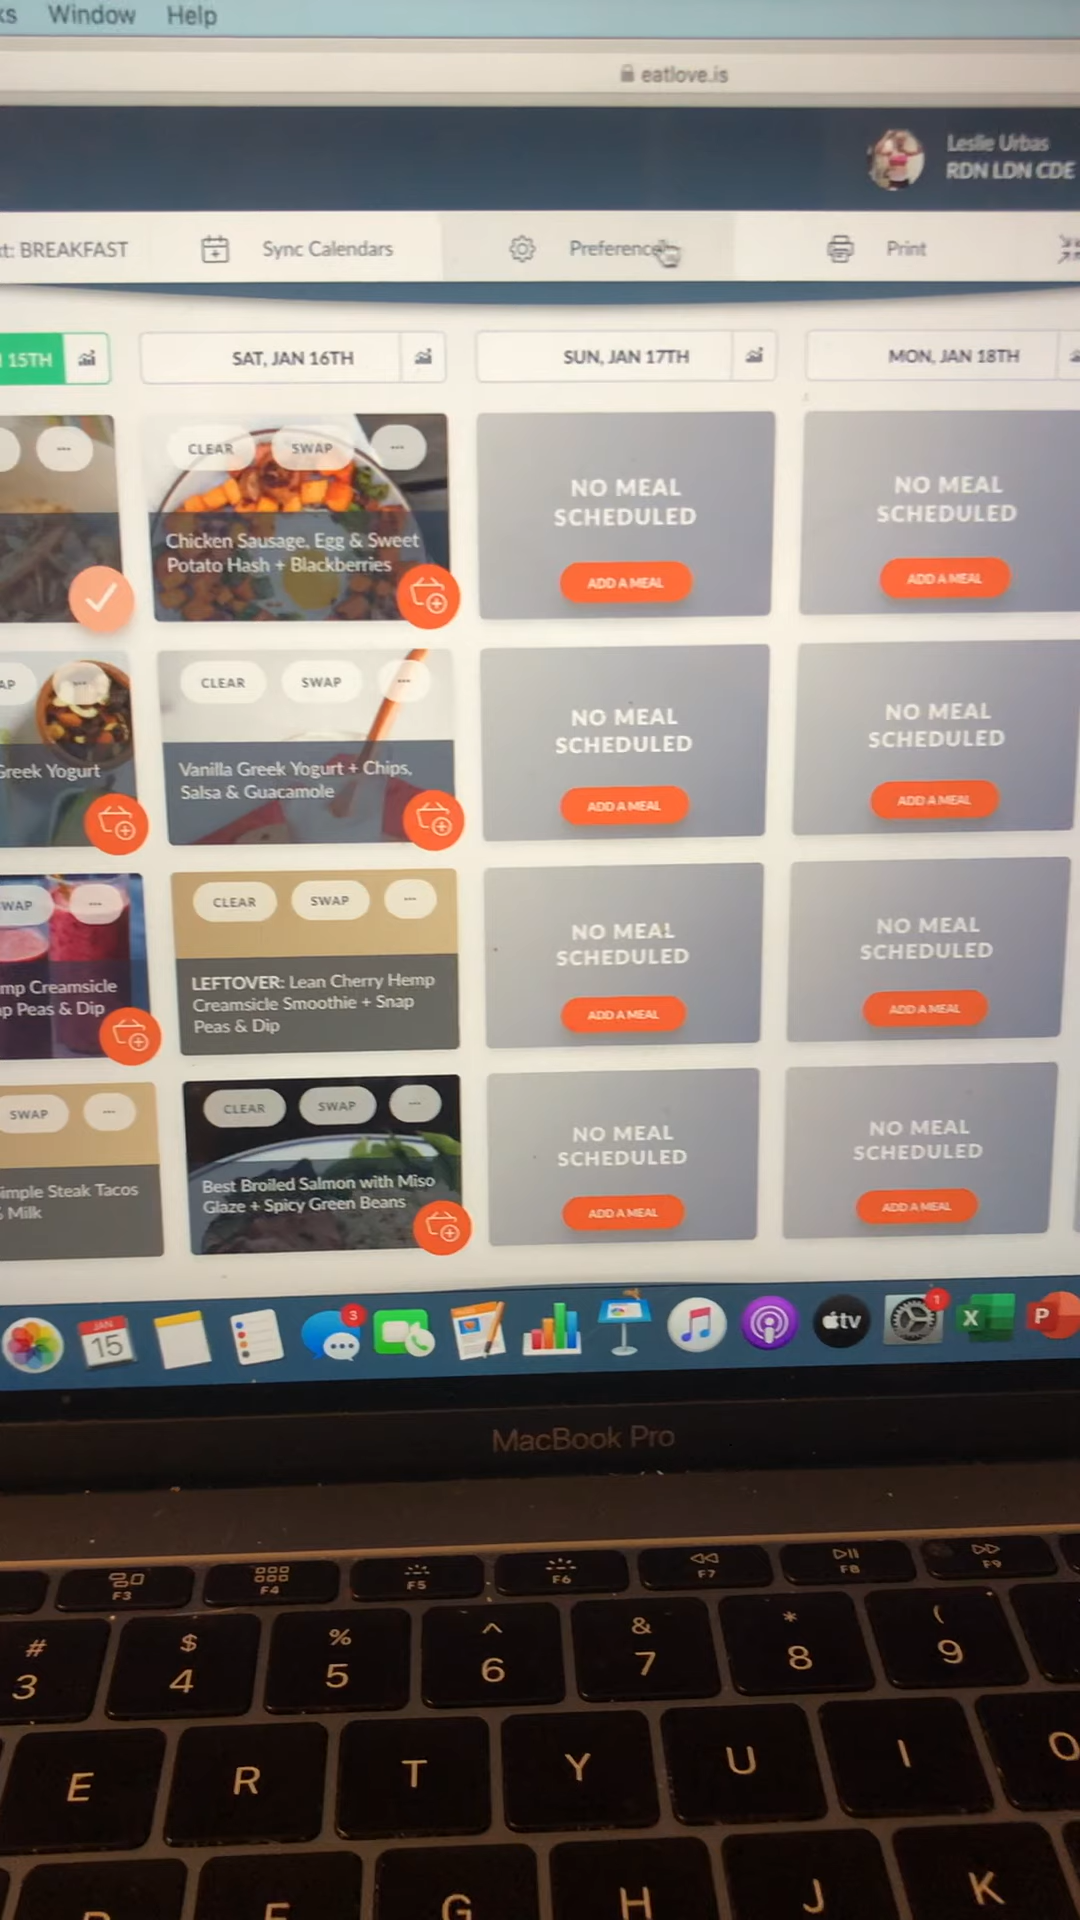 Window Help
eatlove.is
Leslie Urbas
RDN LDN CDE
BREAKFAST
Sync Calendars
Preference
Print
15TH
SAT, JAN 16TH
SUN, JAN 17TH
MON, JAN 18TH
CLEAR SWAP ...
Chicken Sausage, Egg & Sweet
Potato Hash + Blackberries
NO MEAL
SCHEDULED
ADD A MEAL
NO MEAL
SCHEDULED
ADD A MEAL
Greek Yogurt
CLEAR SWAP ...
Vanilla Greek Yogurt + Chips,
Salsa & Guacamole
NO MEAL
SCHEDULED
ADD A MEAL
NO MEAL
SCHEDULED
ADD A MEAL
WAP ...
mp Creamsicle
p Peas & Dip
CLEAR SWAP ...
LEFTOVER: Lean Cherry Hemp
Creamsicle Smoothie + Snap
Peas & Dip
NO MEAL
SCHEDULED
ADD A MEAL
NO MEAL
SCHEDULED
ADD A MEAL
SWAP ...
imple Steak Tacos
& Milk
CLEAR SWAP ...
Best Broiled Salmon with Miso
Glaze + Spicy Green Beans
NO MEAL
SCHEDULED
ADD A MEAL
NO MEAL
SCHEDULED
ADD A MEAL
JAN
15
3
tv
1
X
P
MacBook Pro
F3 F4 F5 F6 F7 F8 F9
# $ % ^ & * (
3 4 5 6 7 8 9
E R T Y U I O
F G H J K